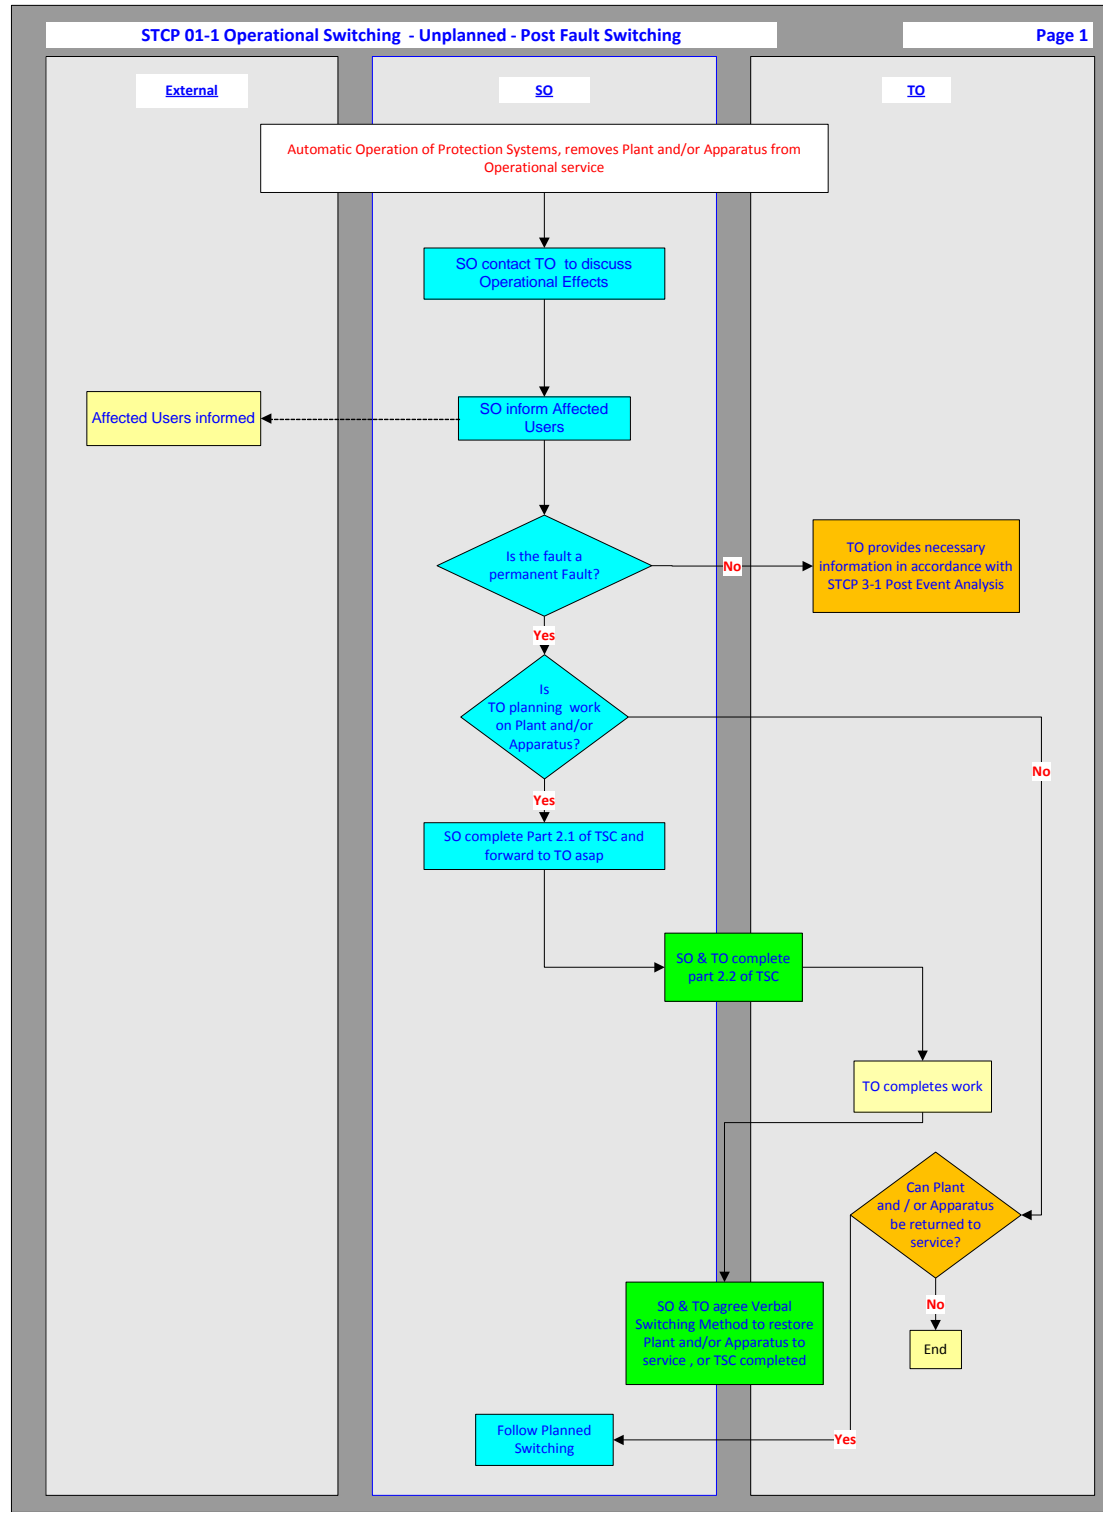 STCP 01-1 Operational Switching - Unplanned - Post Fault Switching
Page 1
External
SO
TO
Automatic Operation of Protection Systems, removes Plant and/or Apparatus from
Operational service
SO contact TO to discuss
Operational Effects
Affected Users informed
SO inform Affected
Users
Is the fault a
permanent Fault?
No
TO provides necessary
information in accordance with
STCP 3-1 Post Event Analysis
Yes
Is
TO planning work
on Plant and/or
Apparatus?
No
Yes
SO complete Part 2.1 of TSC and
forward to TO asap
SO & TO complete
part 2.2 of TSC
TO completes work
Can Plant
and / or Apparatus
be returned to
service?
No
End
SO & TO agree Verbal
Switching Method to restore
Plant and/or Apparatus to
service , or TSC completed
Follow Planned
Switching
Yes